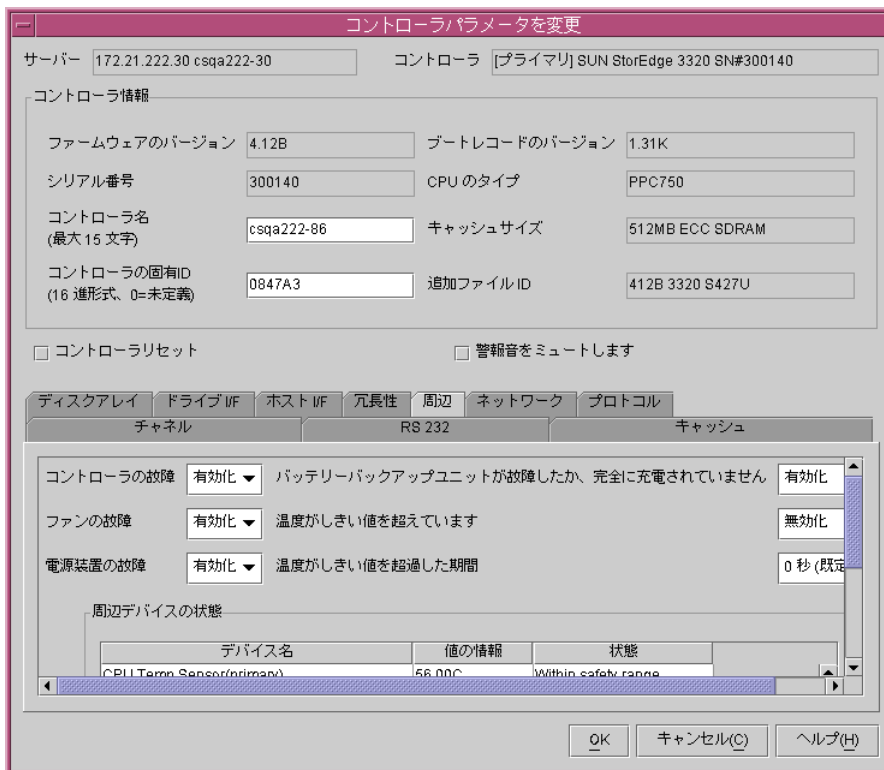 コントローラパラメータを変更
サーバー 172.21.222.30 csqa222-30 コントローラ [プライマリ] SUN StorEdge 3320 SN#300140
コントローラ情報
ファームウェアのバージョン 4.12B ブートレコードのバージョン 1.31K
シリアル番号 300140 CPU のタイプ PPC750
コントローラ名
(最大 15 文字) csqa222-86 キャッシュサイズ 512MB ECC SDRAM
コントローラの固有ID
(16 進形式、0=未定義) 0847A3 追加ファイル ID 412B 3320 S427U
コントローラリセット 警報音をミュートします
ディスクアレイ ドライブ I/F ホスト I/F 冗長性 周辺 ネットワーク プロトコル
チャネル RS 232 キャッシュ
コントローラの故障 有効化 バッテリーバックアップユニットが故障したか、完全に充電されていません 有効化
ファンの故障 有効化 温度がしきい値を超えています 無効化
電源装置の故障 有効化 温度がしきい値を超過した期間 0 秒 (既定
周辺デバイスの状態
デバイス名 値の情報 状態
CPU Temp Sensor(primary) 56.00C Within safety range
OK キャンセル(C) ヘルプ(H)